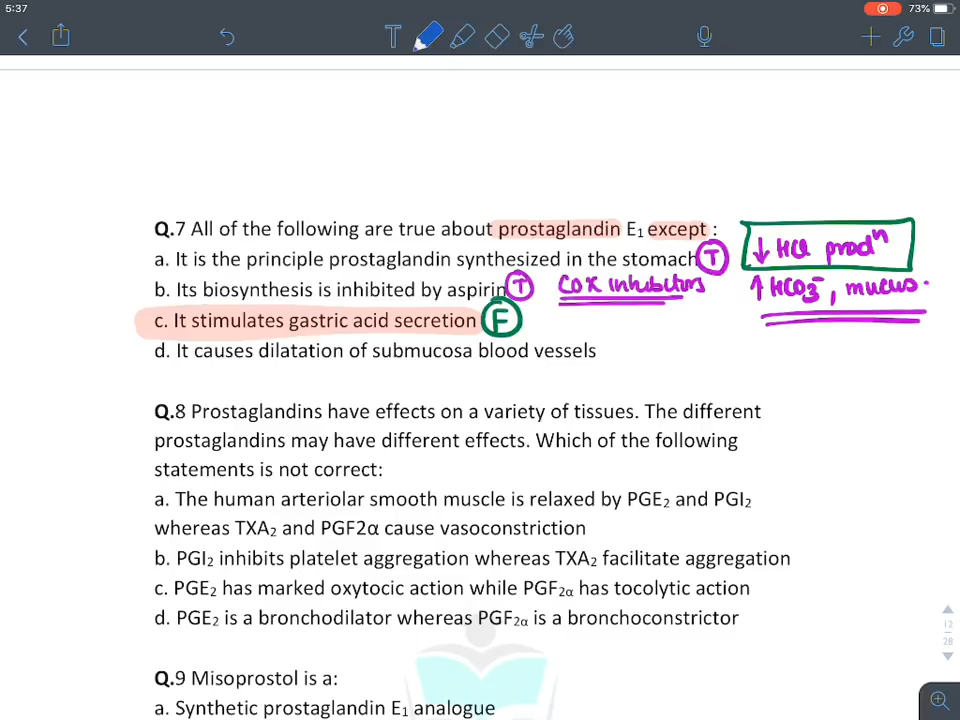 5:37
73%
T
Q.7 All of the following are true about prostaglandin E₁ except :
↓ HCl prodⁿ
a. It is the principle prostaglandin synthesized in the stomach T
b. Its biosynthesis is inhibited by aspirin T COX inhibitors
↑ HCO₃⁻, mucus.
c. It stimulates gastric acid secretion F
d. It causes dilatation of submucosa blood vessels
Q.8 Prostaglandins have effects on a variety of tissues. The different
prostaglandins may have different effects. Which of the following
statements is not correct:
a. The human arteriolar smooth muscle is relaxed by PGE₂ and PGI₂
whereas TXA₂ and PGF2α cause vasoconstriction
b. PGI₂ inhibits platelet aggregation whereas TXA₂ facilitate aggregation
c. PGE₂ has marked oxytocic action while PGF₂α has tocolytic action
d. PGE₂ is a bronchodilator whereas PGF₂α is a bronchoconstrictor
12
28
Q.9 Misoprostol is a:
a. Synthetic prostaglandin E₁ analogue